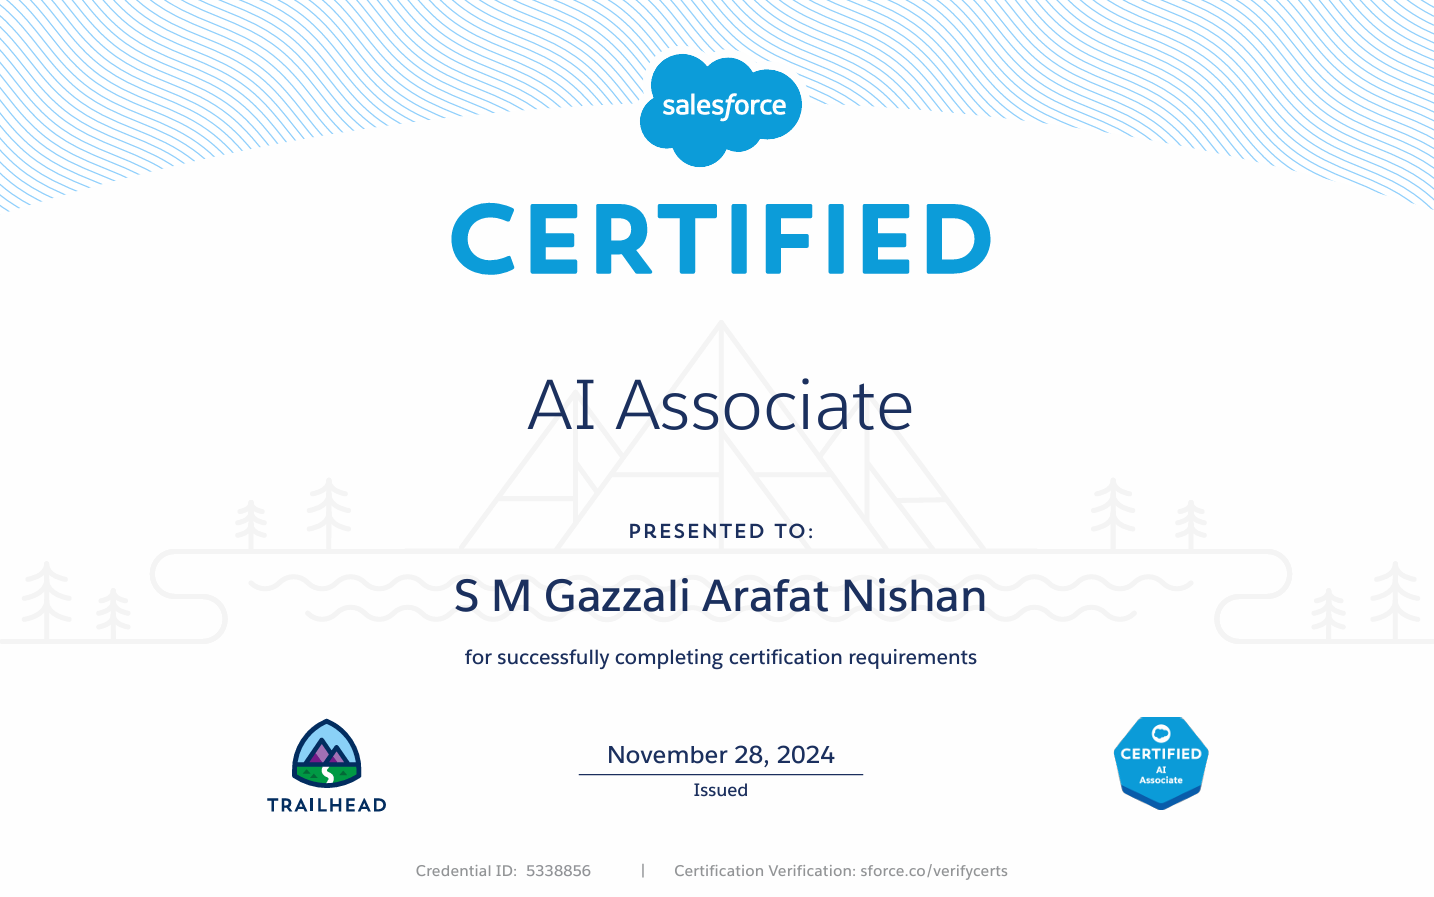 salesforce
CERTIFIED
AI Associate
PRESENTED TO:
S M Gazzali Arafat Nishan
for successfully completing certification requirements
TRAILHEAD
November 28, 2024
Issued
CERTIFIED
AI
Associate
Credential ID: 5338856 | Certification Verification: sforce.co/verifycerts